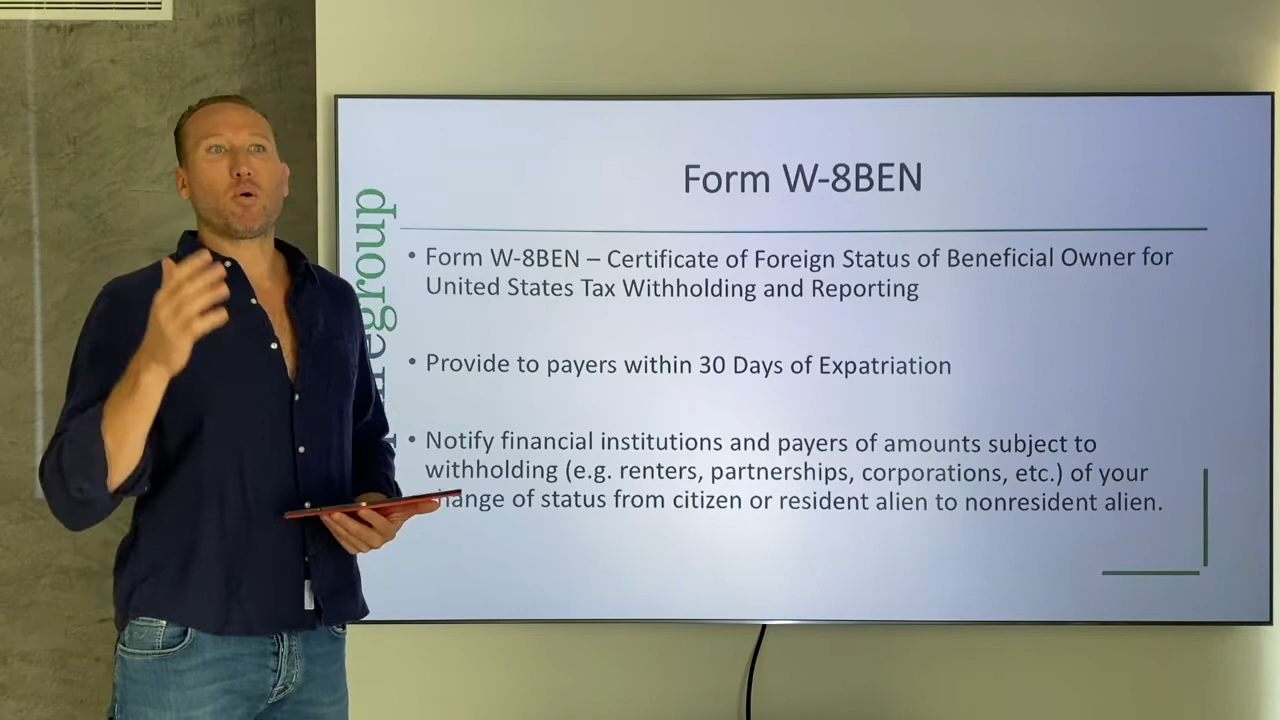 Form W-8BEN
• Form W-8BEN – Certificate of Foreign Status of Beneficial Owner for
United States Tax Withholding and Reporting
• Provide to payers within 30 Days of Expatriation
• Notify financial institutions and payers of amounts subject to
withholding (e.g. renters, partnerships, corporations, etc.) of your
change of status from citizen or resident alien to nonresident alien.
group